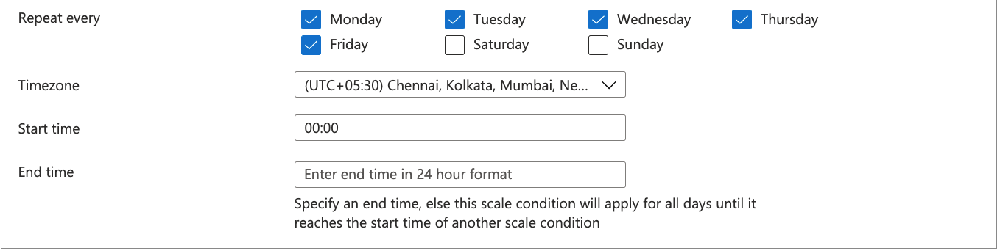 Repeat every
Monday Tuesday Wednesday Thursday
Friday Saturday Sunday
Timezone
(UTC+05:30) Chennai, Kolkata, Mumbai, Ne...
Start time
00:00
End time
Enter end time in 24 hour format
Specify an end time, else this scale condition will apply for all days until it
reaches the start time of another scale condition